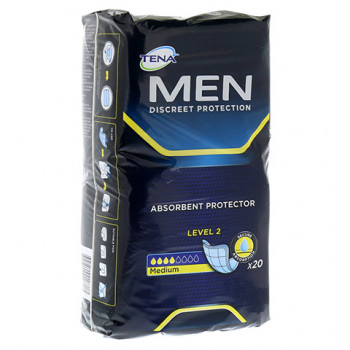 TENA
MEN
DISCREET PROTECTION
ABSORBENT PROTECTOR
LEVEL 2
Medium
x20